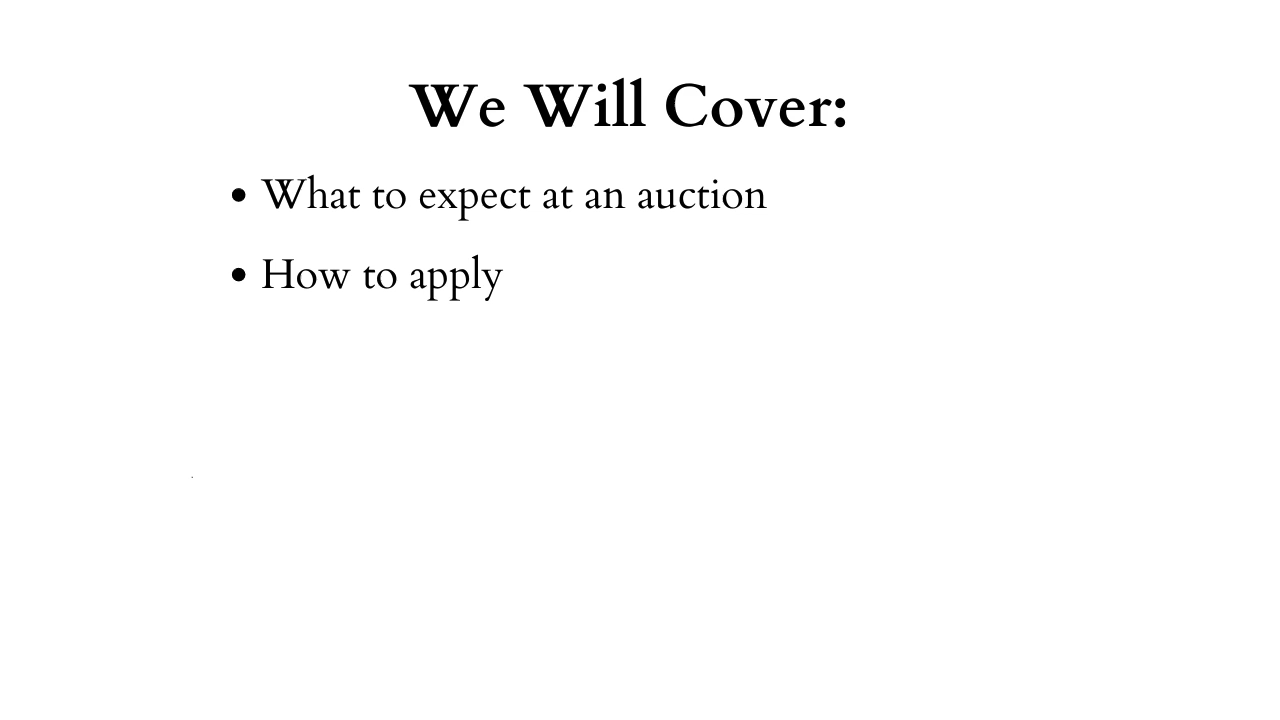 We Will Cover:
• What to expect at an auction
• How to apply